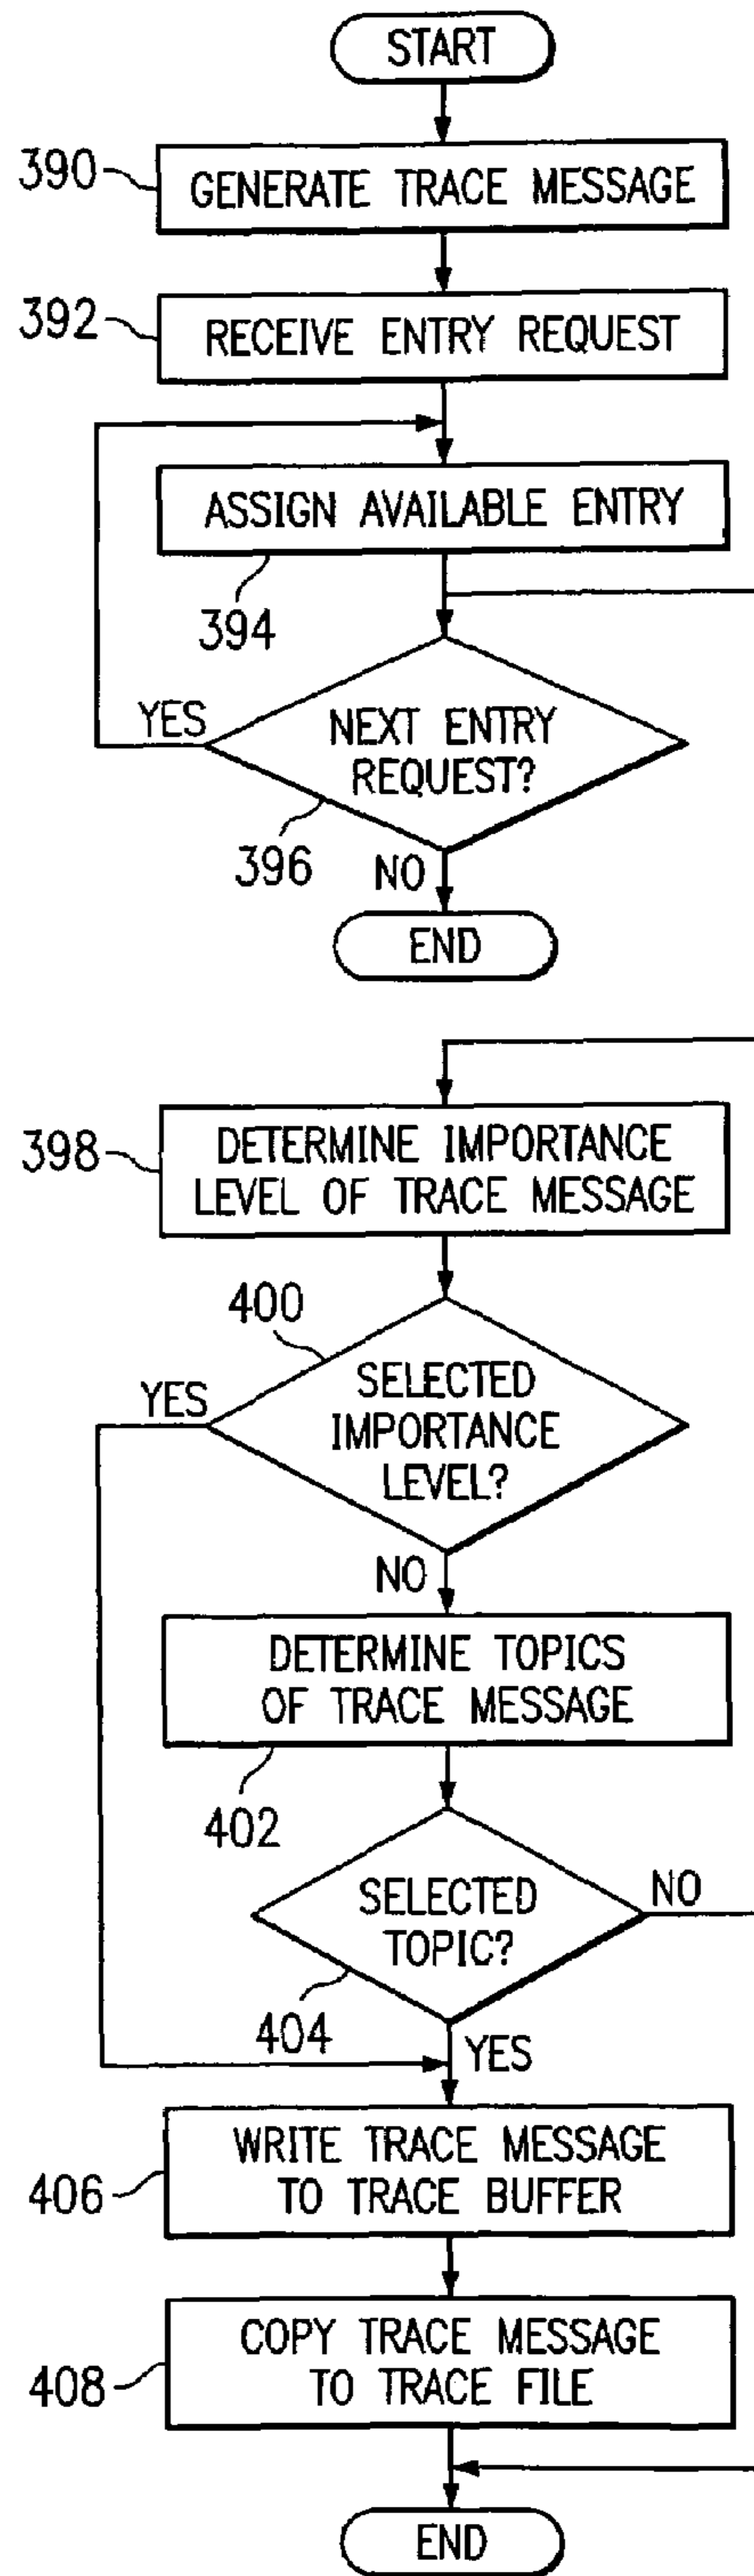 START
390
GENERATE TRACE MESSAGE
392
RECEIVE ENTRY REQUEST
ASSIGN AVAILABLE ENTRY
394
YES
NEXT ENTRY
REQUEST?
396
NO
END
398
DETERMINE IMPORTANCE
LEVEL OF TRACE MESSAGE
400
YES
SELECTED
IMPORTANCE
LEVEL?
NO
DETERMINE TOPICS
OF TRACE MESSAGE
402
SELECTED
TOPIC?
NO
404
YES
406
WRITE TRACE MESSAGE
TO TRACE BUFFER
408
COPY TRACE MESSAGE
TO TRACE FILE
END